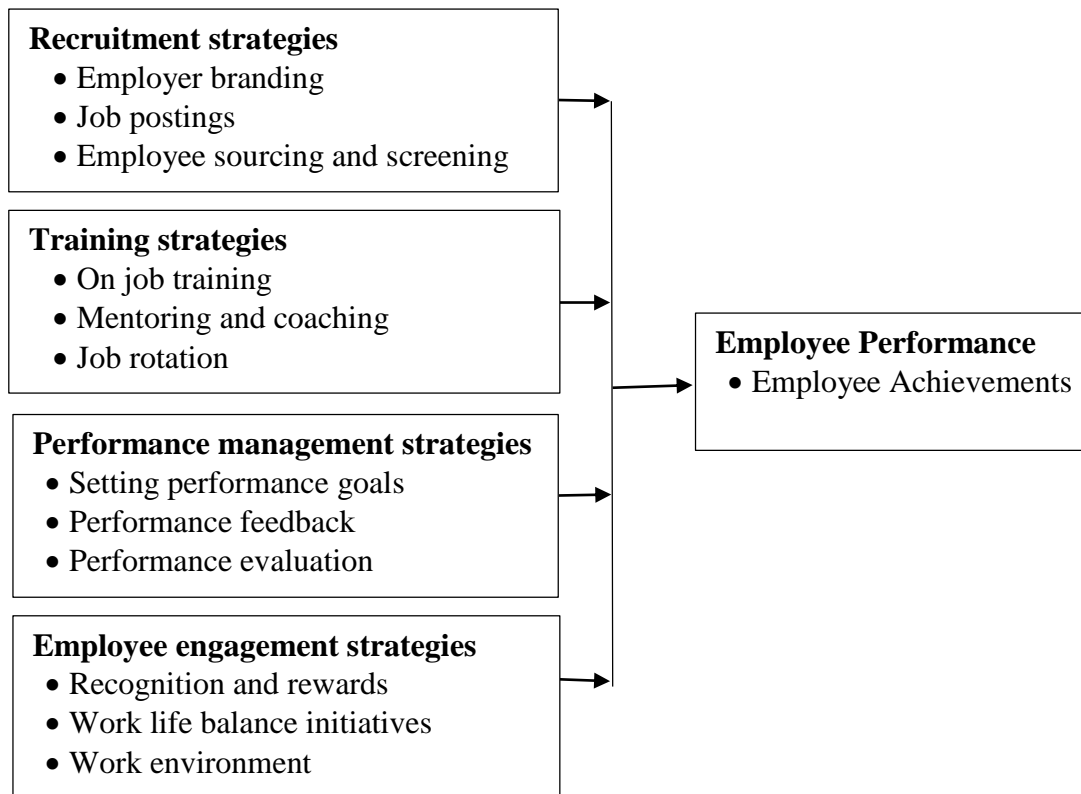 Recruitment strategies
• Employer branding
• Job postings
• Employee sourcing and screening
Training strategies
• On job training
• Mentoring and coaching
• Job rotation
Employee Performance
• Employee Achievements
Performance management strategies
• Setting performance goals
• Performance feedback
• Performance evaluation
Employee engagement strategies
• Recognition and rewards
• Work life balance initiatives
• Work environment